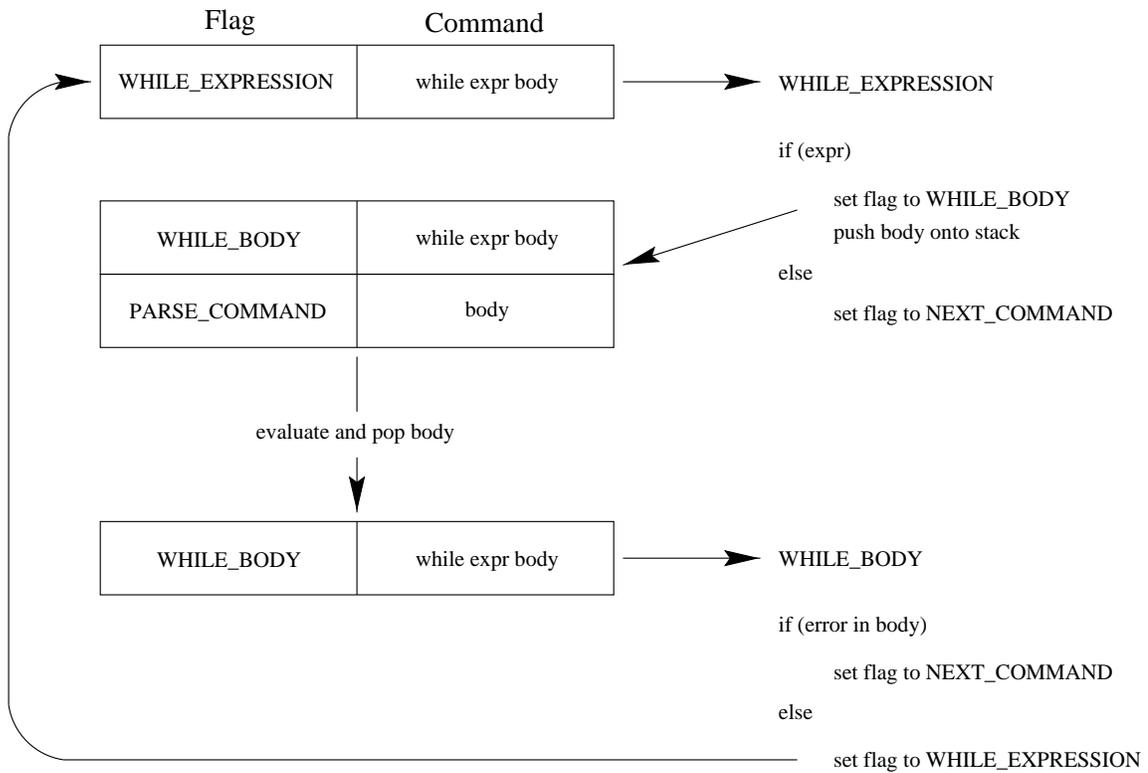 Flag Command
WHILE_EXPRESSION while expr body WHILE_EXPRESSION
if (expr)
set flag to WHILE_BODY
push body onto stack
WHILE_BODY while expr body
else
PARSE_COMMAND body
set flag to NEXT_COMMAND
evaluate and pop body
WHILE_BODY while expr body WHILE_BODY
if (error in body)
set flag to NEXT_COMMAND
else
set flag to WHILE_EXPRESSION